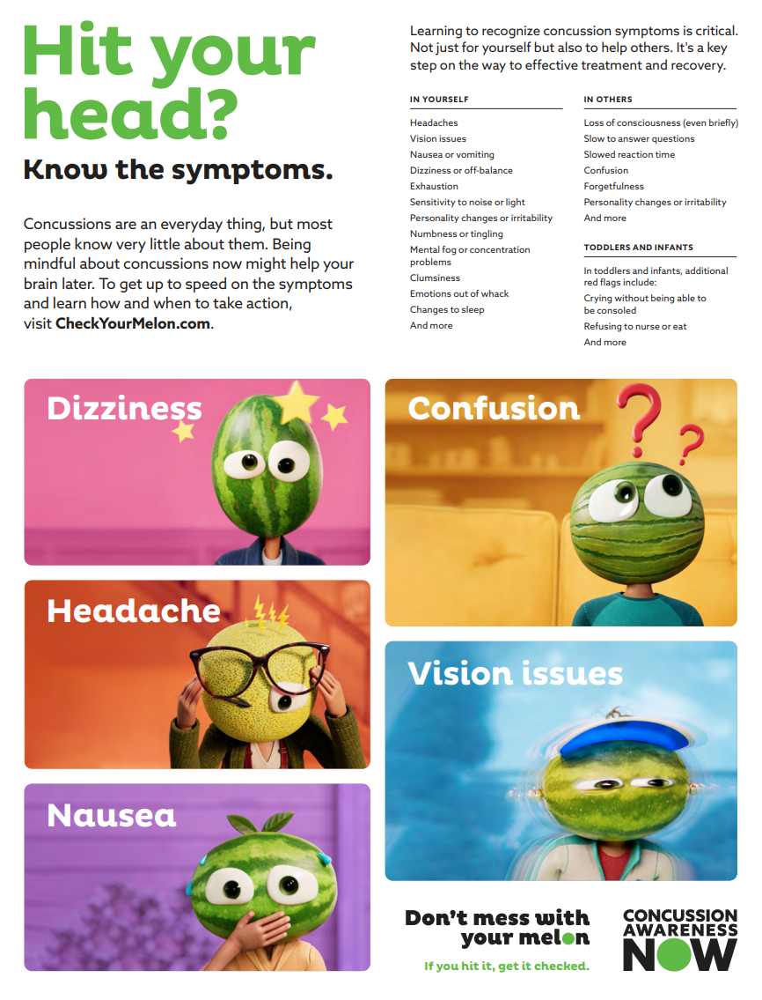 Hit your
head?
Know the symptoms.
Concussions are an everyday thing, but most
people know very little about them. Being
mindful about concussions now might help your
brain later. To get up to speed on the symptoms
and learn how and when to take action,
visit CheckYourMelon.com.
Learning to recognize concussion symptoms is critical.
Not just for yourself but also to help others. It's a key
step on the way to effective treatment and recovery.
IN YOURSELF
Headaches
Vision issues
Nausea or vomiting
Dizziness or off-balance
Exhaustion
Sensitivity to noise or light
Personality changes or irritability
Numbness or tingling
Mental fog or concentration
problems
Clumsiness
Emotions out of whack
Changes to sleep
And more
IN OTHERS
Loss of consciousness (even briefly)
Slow to answer questions
Slowed reaction time
Confusion
Forgetfulness
Personality changes or irritability
And more
TODDLERS AND INFANTS
In toddlers and infants, additional
red flags include:
Crying without being able to
be consoled
Refusing to nurse or eat
And more
Dizziness
Confusion
? ?
Headache
Vision issues
Nausea
Don't mess with
your melon
If you hit it, get it checked.
CONCUSSION
AWARENESS
NOW